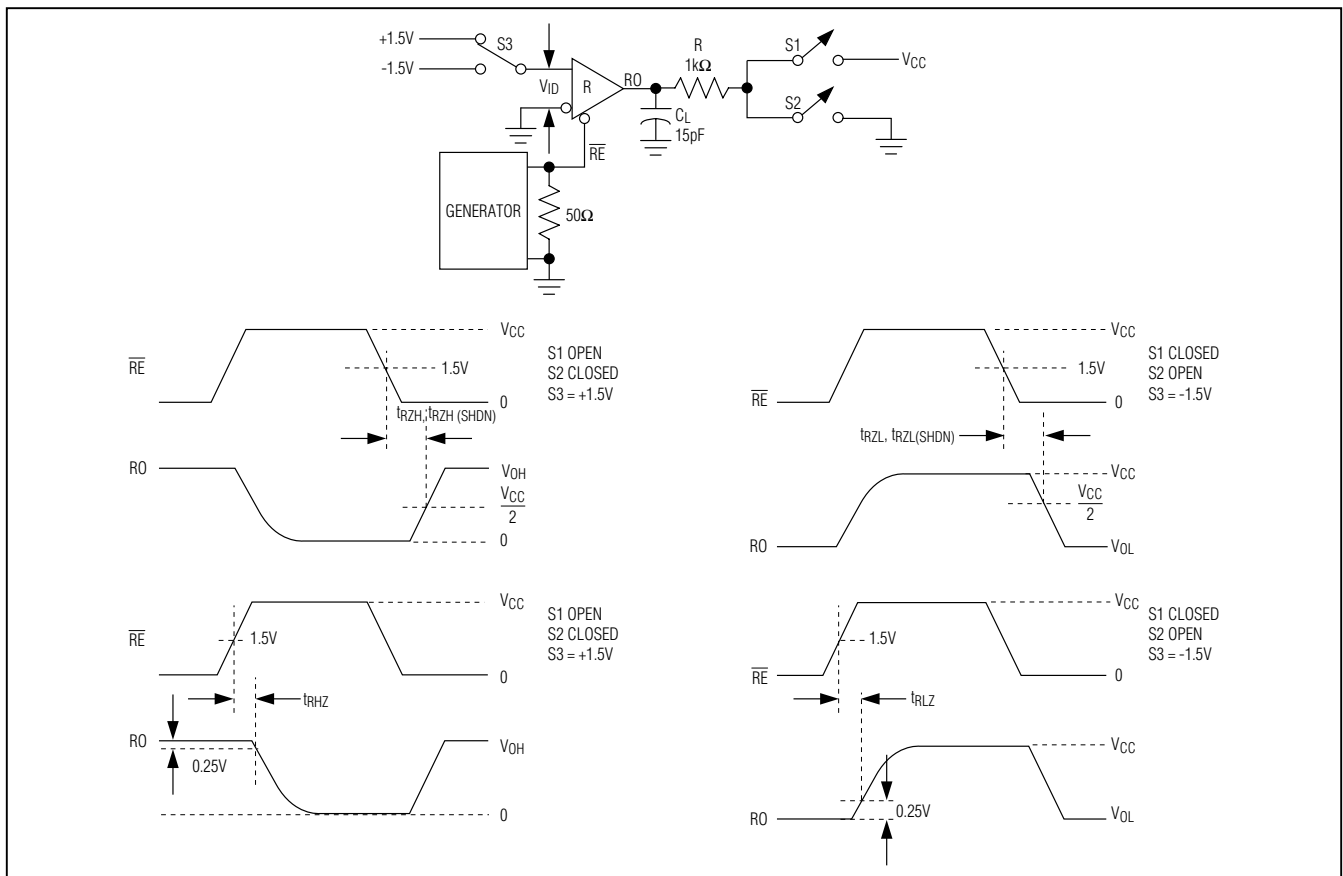 +1.5V
-1.5V
S3
VID
R
RO
R
1kΩ
CL
15pF
S1
VCC
S2
RE
GENERATOR
50Ω
RE
VCC
1.5V
0
S1 OPEN
S2 CLOSED
S3 = +1.5V
tRZH, tRZH (SHDN)
RO
VOH
VCC
2
0
RE
VCC
1.5V
0
S1 CLOSED
S2 OPEN
S3 = -1.5V
tRZL, tRZL(SHDN)
RO
VCC
VCC
2
VOL
RE
VCC
1.5V
0
S1 OPEN
S2 CLOSED
S3 = +1.5V
tRHZ
RO
0.25V
VOH
0
RE
VCC
1.5V
0
S1 CLOSED
S2 OPEN
S3 = -1.5V
tRLZ
RO
VCC
0.25V
VOL